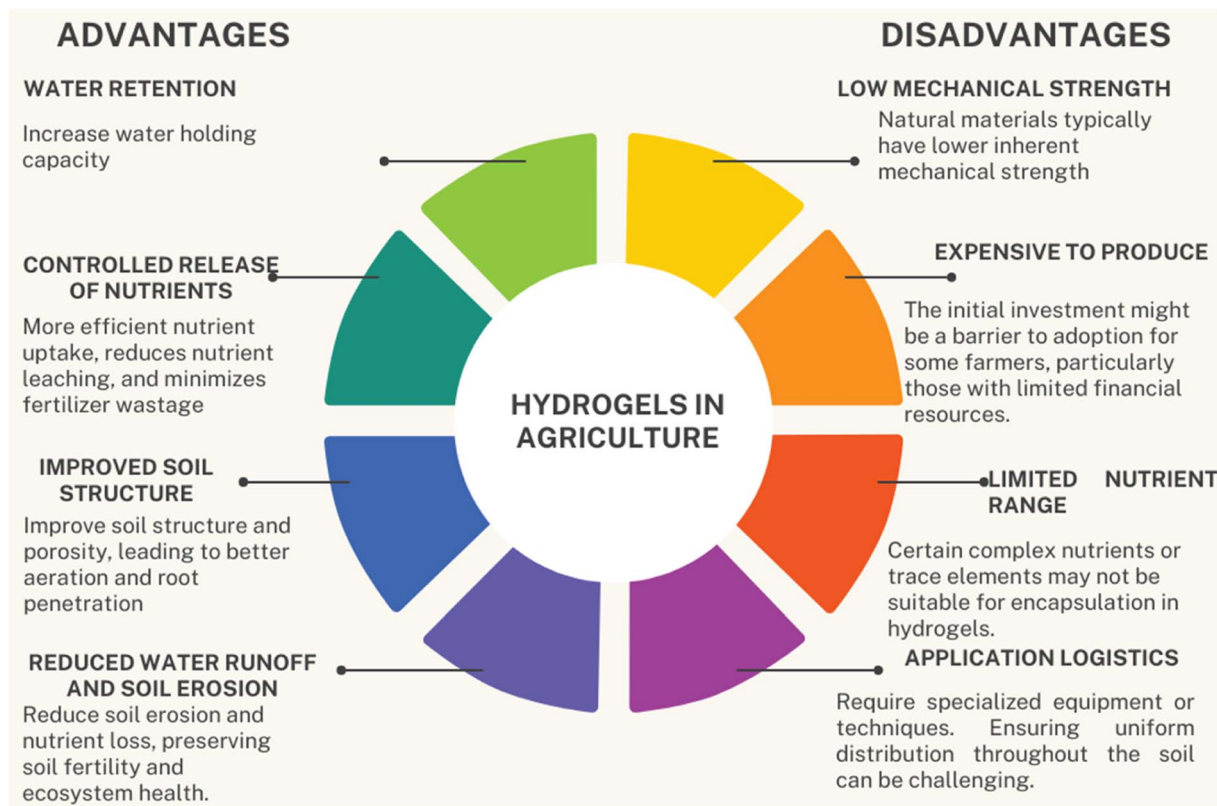 ADVANTAGES
WATER RETENTION
Increase water holding
capacity
CONTROLLED RELEASE
OF NUTRIENTS
More efficient nutrient
uptake, reduces nutrient
leaching, and minimizes
fertilizer wastage
IMPROVED SOIL
STRUCTURE
Improve soil structure and
porosity, leading to better
aeration and root
penetration
REDUCED WATER RUNOFF
AND SOIL EROSION
Reduce soil erosion and
nutrient loss, preserving
soil fertility and
ecosystem health.
HYDROGELS IN
AGRICULTURE
DISADVANTAGES
LOW MECHANICAL STRENGTH
Natural materials typically
have lower inherent
mechanical strength
EXPENSIVE TO PRODUCE
The initial investment might
be a barrier to adoption for
some farmers, particularly
those with limited financial
resources.
LIMITED NUTRIENT
RANGE
Certain complex nutrients or
trace elements may not be
suitable for encapsulation in
hydrogels.
APPLICATION LOGISTICS
Require specialized equipment or
techniques. Ensuring uniform
distribution throughout the soil
can be challenging.